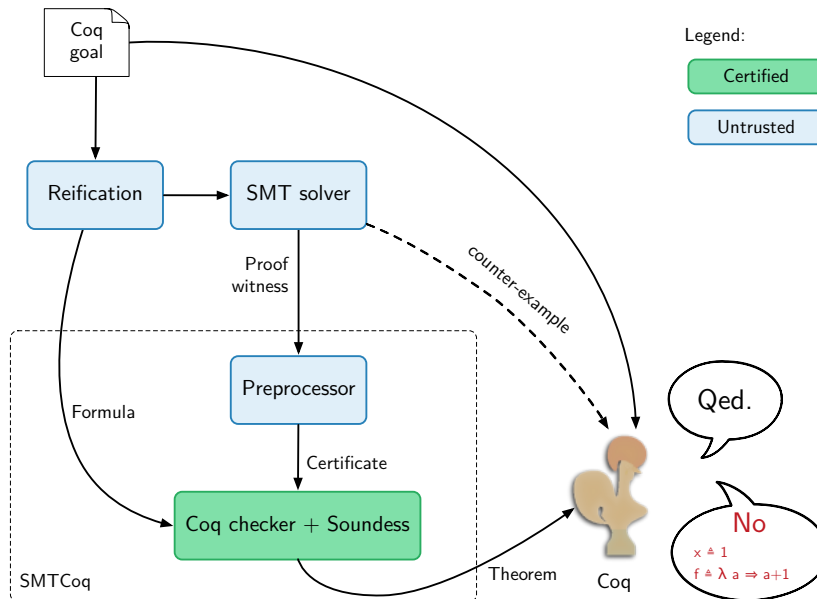 Coq
goal
Legend:
Certified
Untrusted
Reification
SMT solver
Proof
witness
counter-example
Preprocessor
Qed.
Formula
Certificate
Coq checker + Soundess
No
x ≜ 1
f ≜ λ a ⇒ a+1
SMTCoq
Theorem
Coq